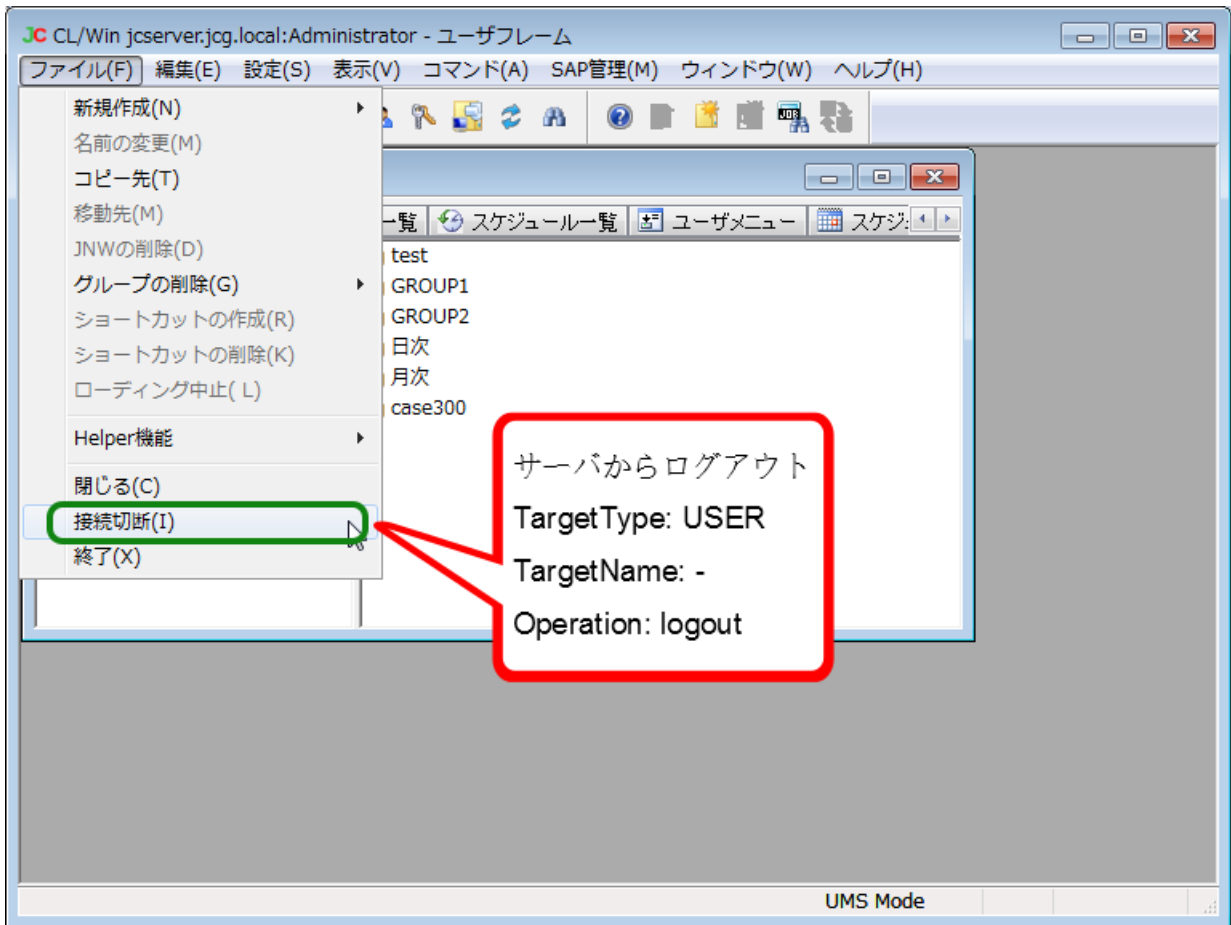 JC CL/Win jcserver.jcg.local:Administrator - ユーザフレーム
ファイル(F) 編集(E) 設定(S) 表示(V) コマンド(A) SAP管理(M) ウィンドウ(W) ヘルプ(H)
新規作成(N)
名前の変更(M)
コピー先(T)
移動先(M)
JNWの削除(D)
グループの削除(G)
ショートカットの作成(R)
ショートカットの削除(K)
ローディング中止( L)
Helper機能
閉じる(C)
接続切断(I)
終了(X)
JOB
一覧 スケジュール一覧 ユーザメニュー スケジ
test
GROUP1
GROUP2
日次
月次
case300
サーバからログアウト
TargetType: USER
TargetName: -
Operation: logout
UMS Mode